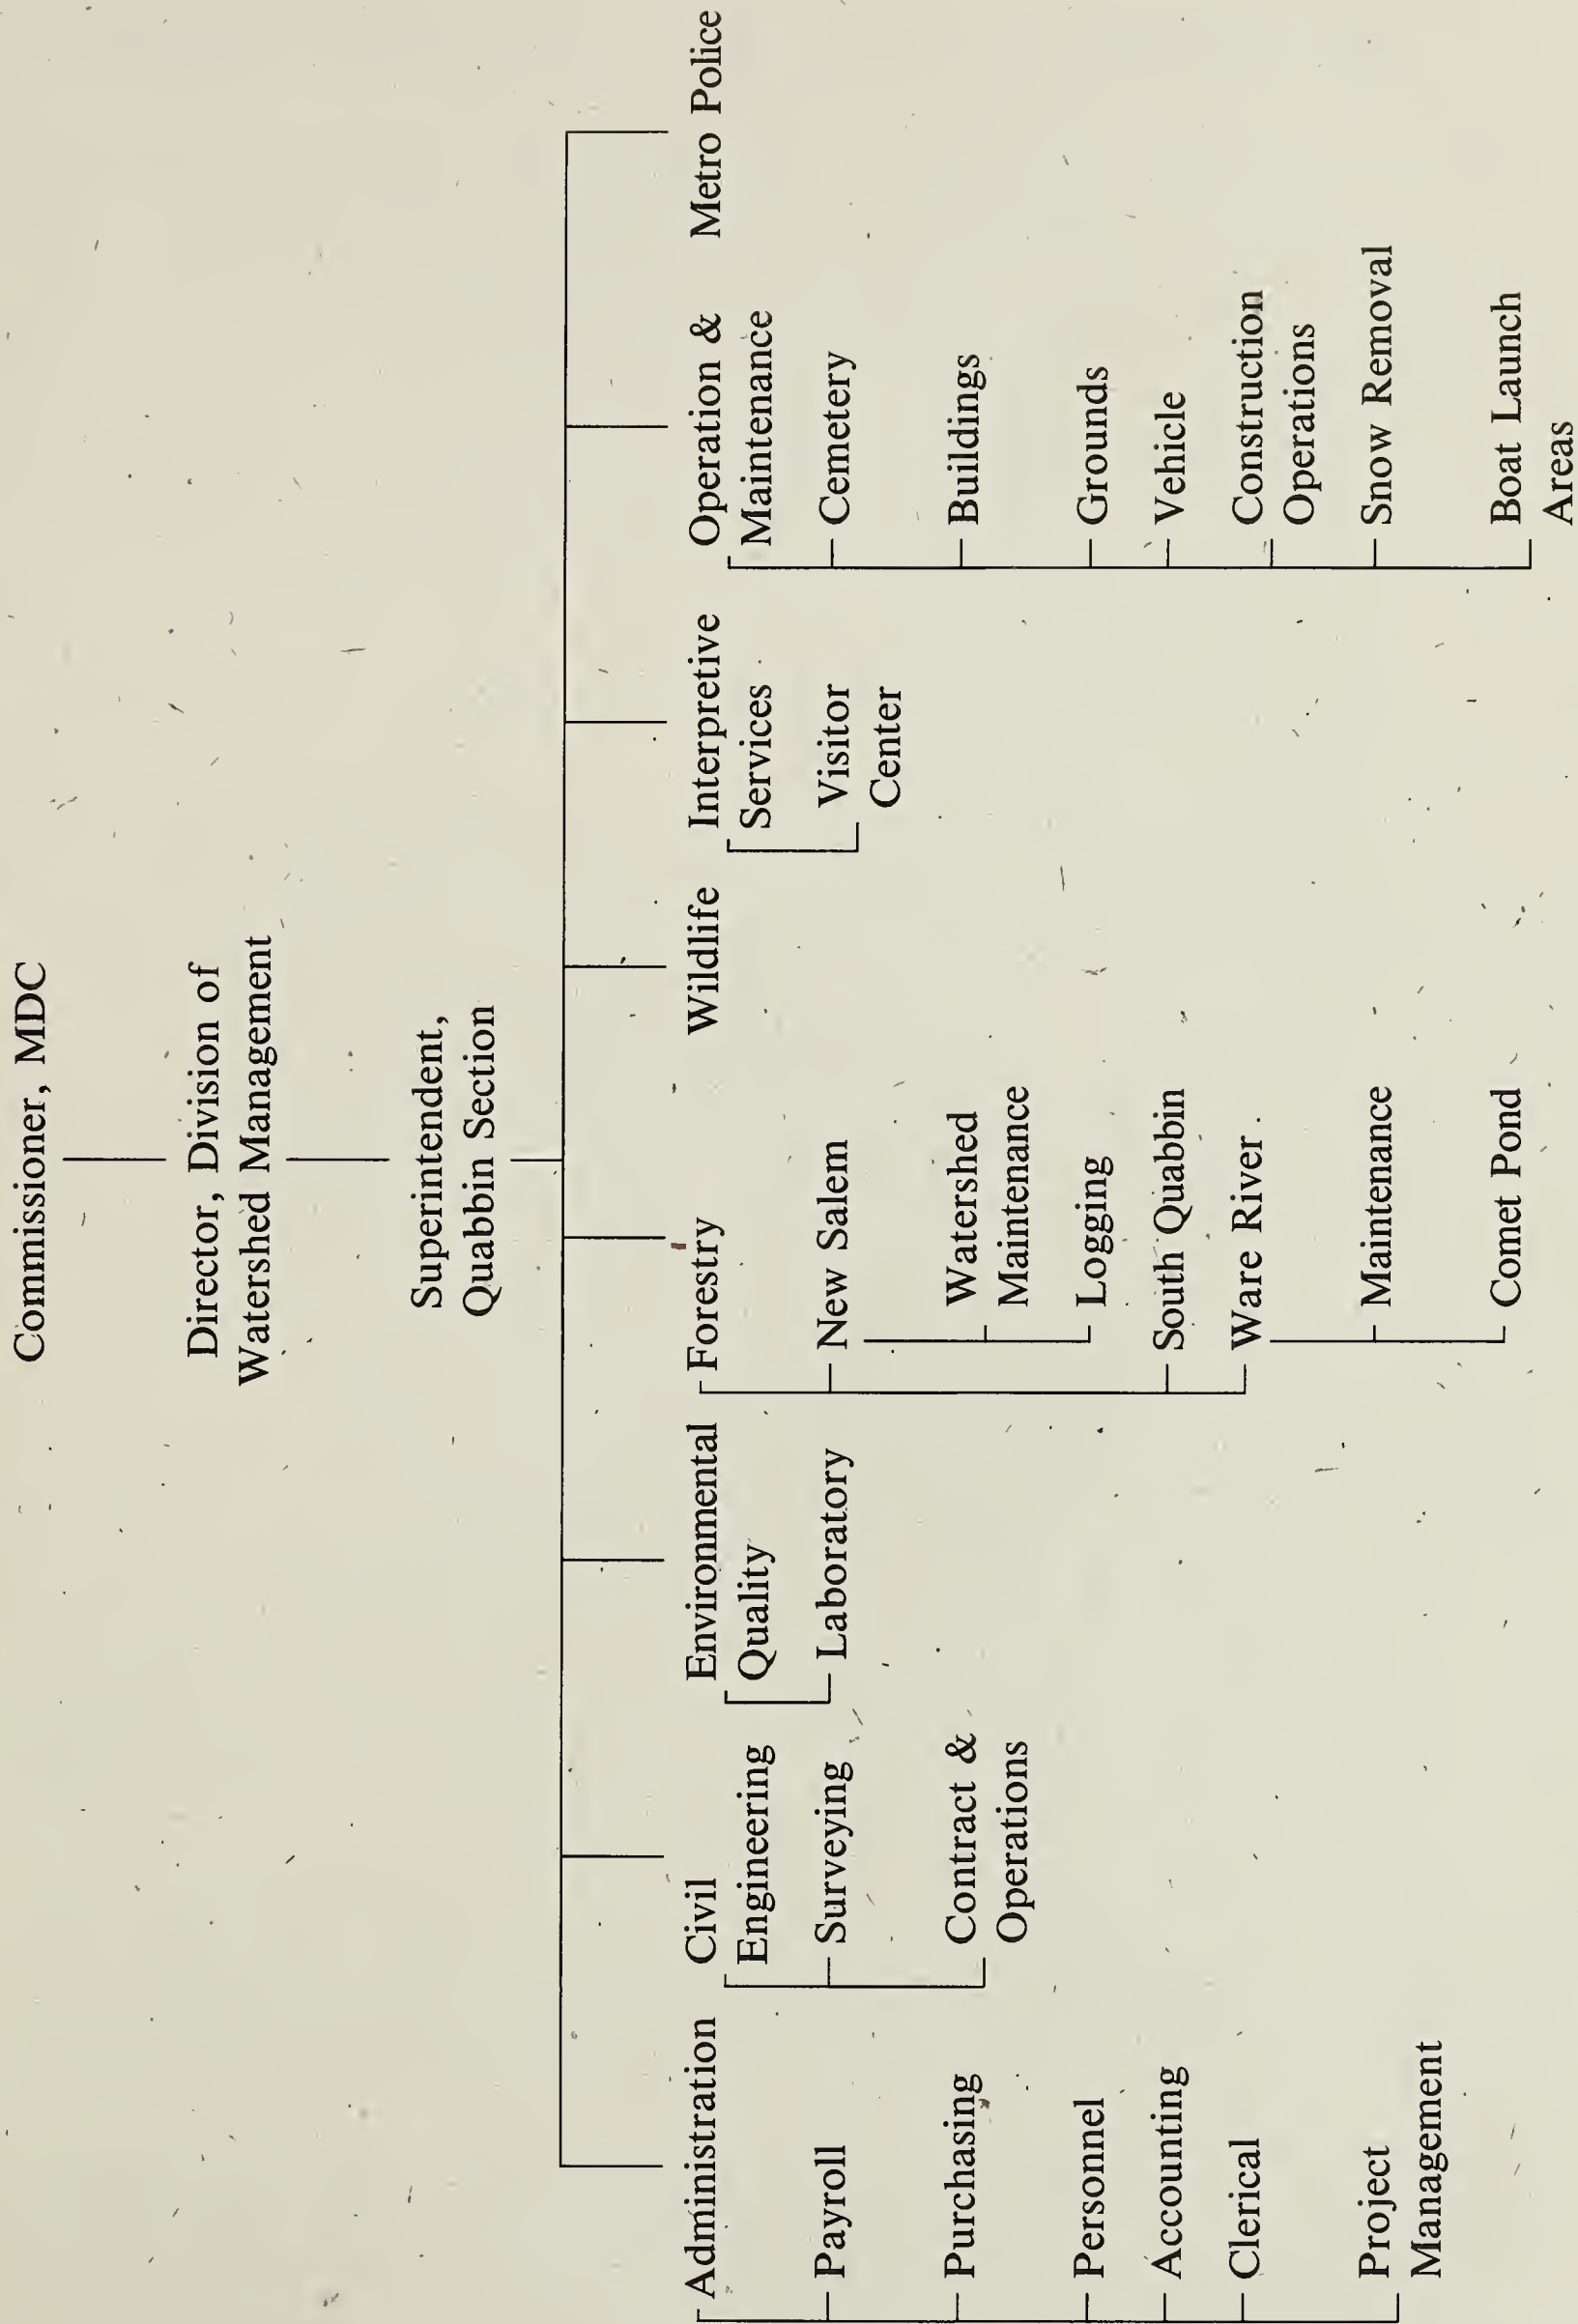 Commissioner, MDC
Director, Division of
Watershed Management
Superintendent,
Quabbin Section
Administration
Payroll
Purchasing
Personnel
Accounting
Clerical
Project
Management
Civil
Engineering
Surveying
Contract &
Operations
Environmental
Quality
Laboratory
Forestry
New Salem
Watershed
Maintenance
Logging
South Quabbin
Ware River
Maintenance
Comet Pond
Wildlife
Interpretive
Services
Visitor
Center
Operation &
Maintenance
Cemetery
Buildings
Grounds
Vehicle
Construction
Operations
Snow Removal
Boat Launch
Areas
Metro Police